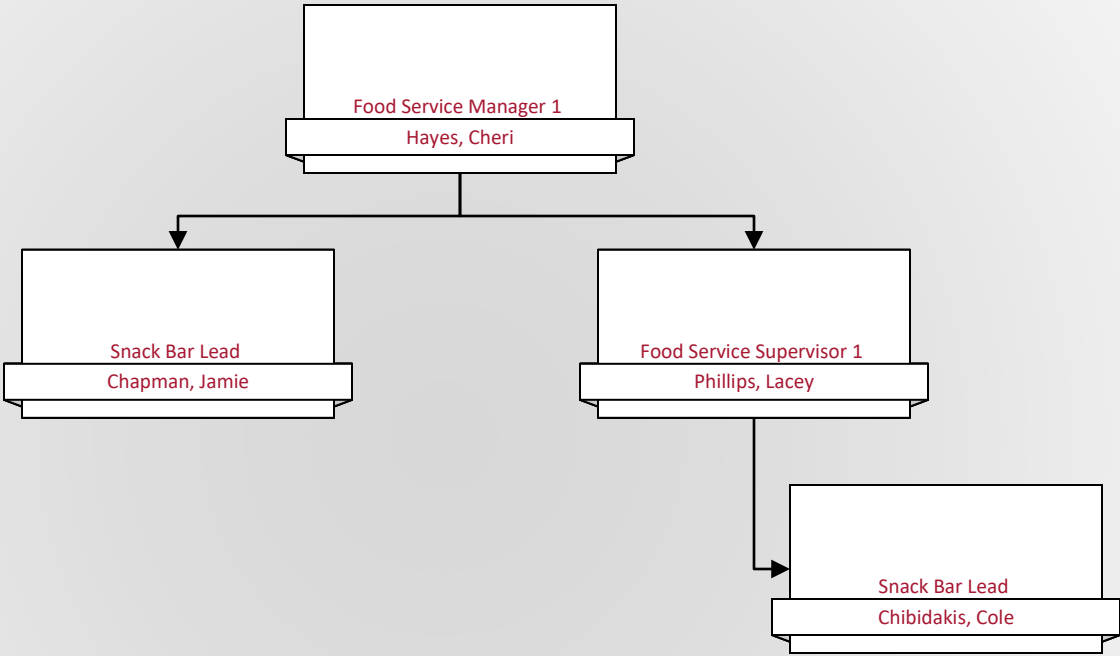 Food Service Manager 1
Hayes, Cheri
Snack Bar Lead
Chapman, Jamie
Food Service Supervisor 1
Phillips, Lacey
Snack Bar Lead
Chibidakis, Cole